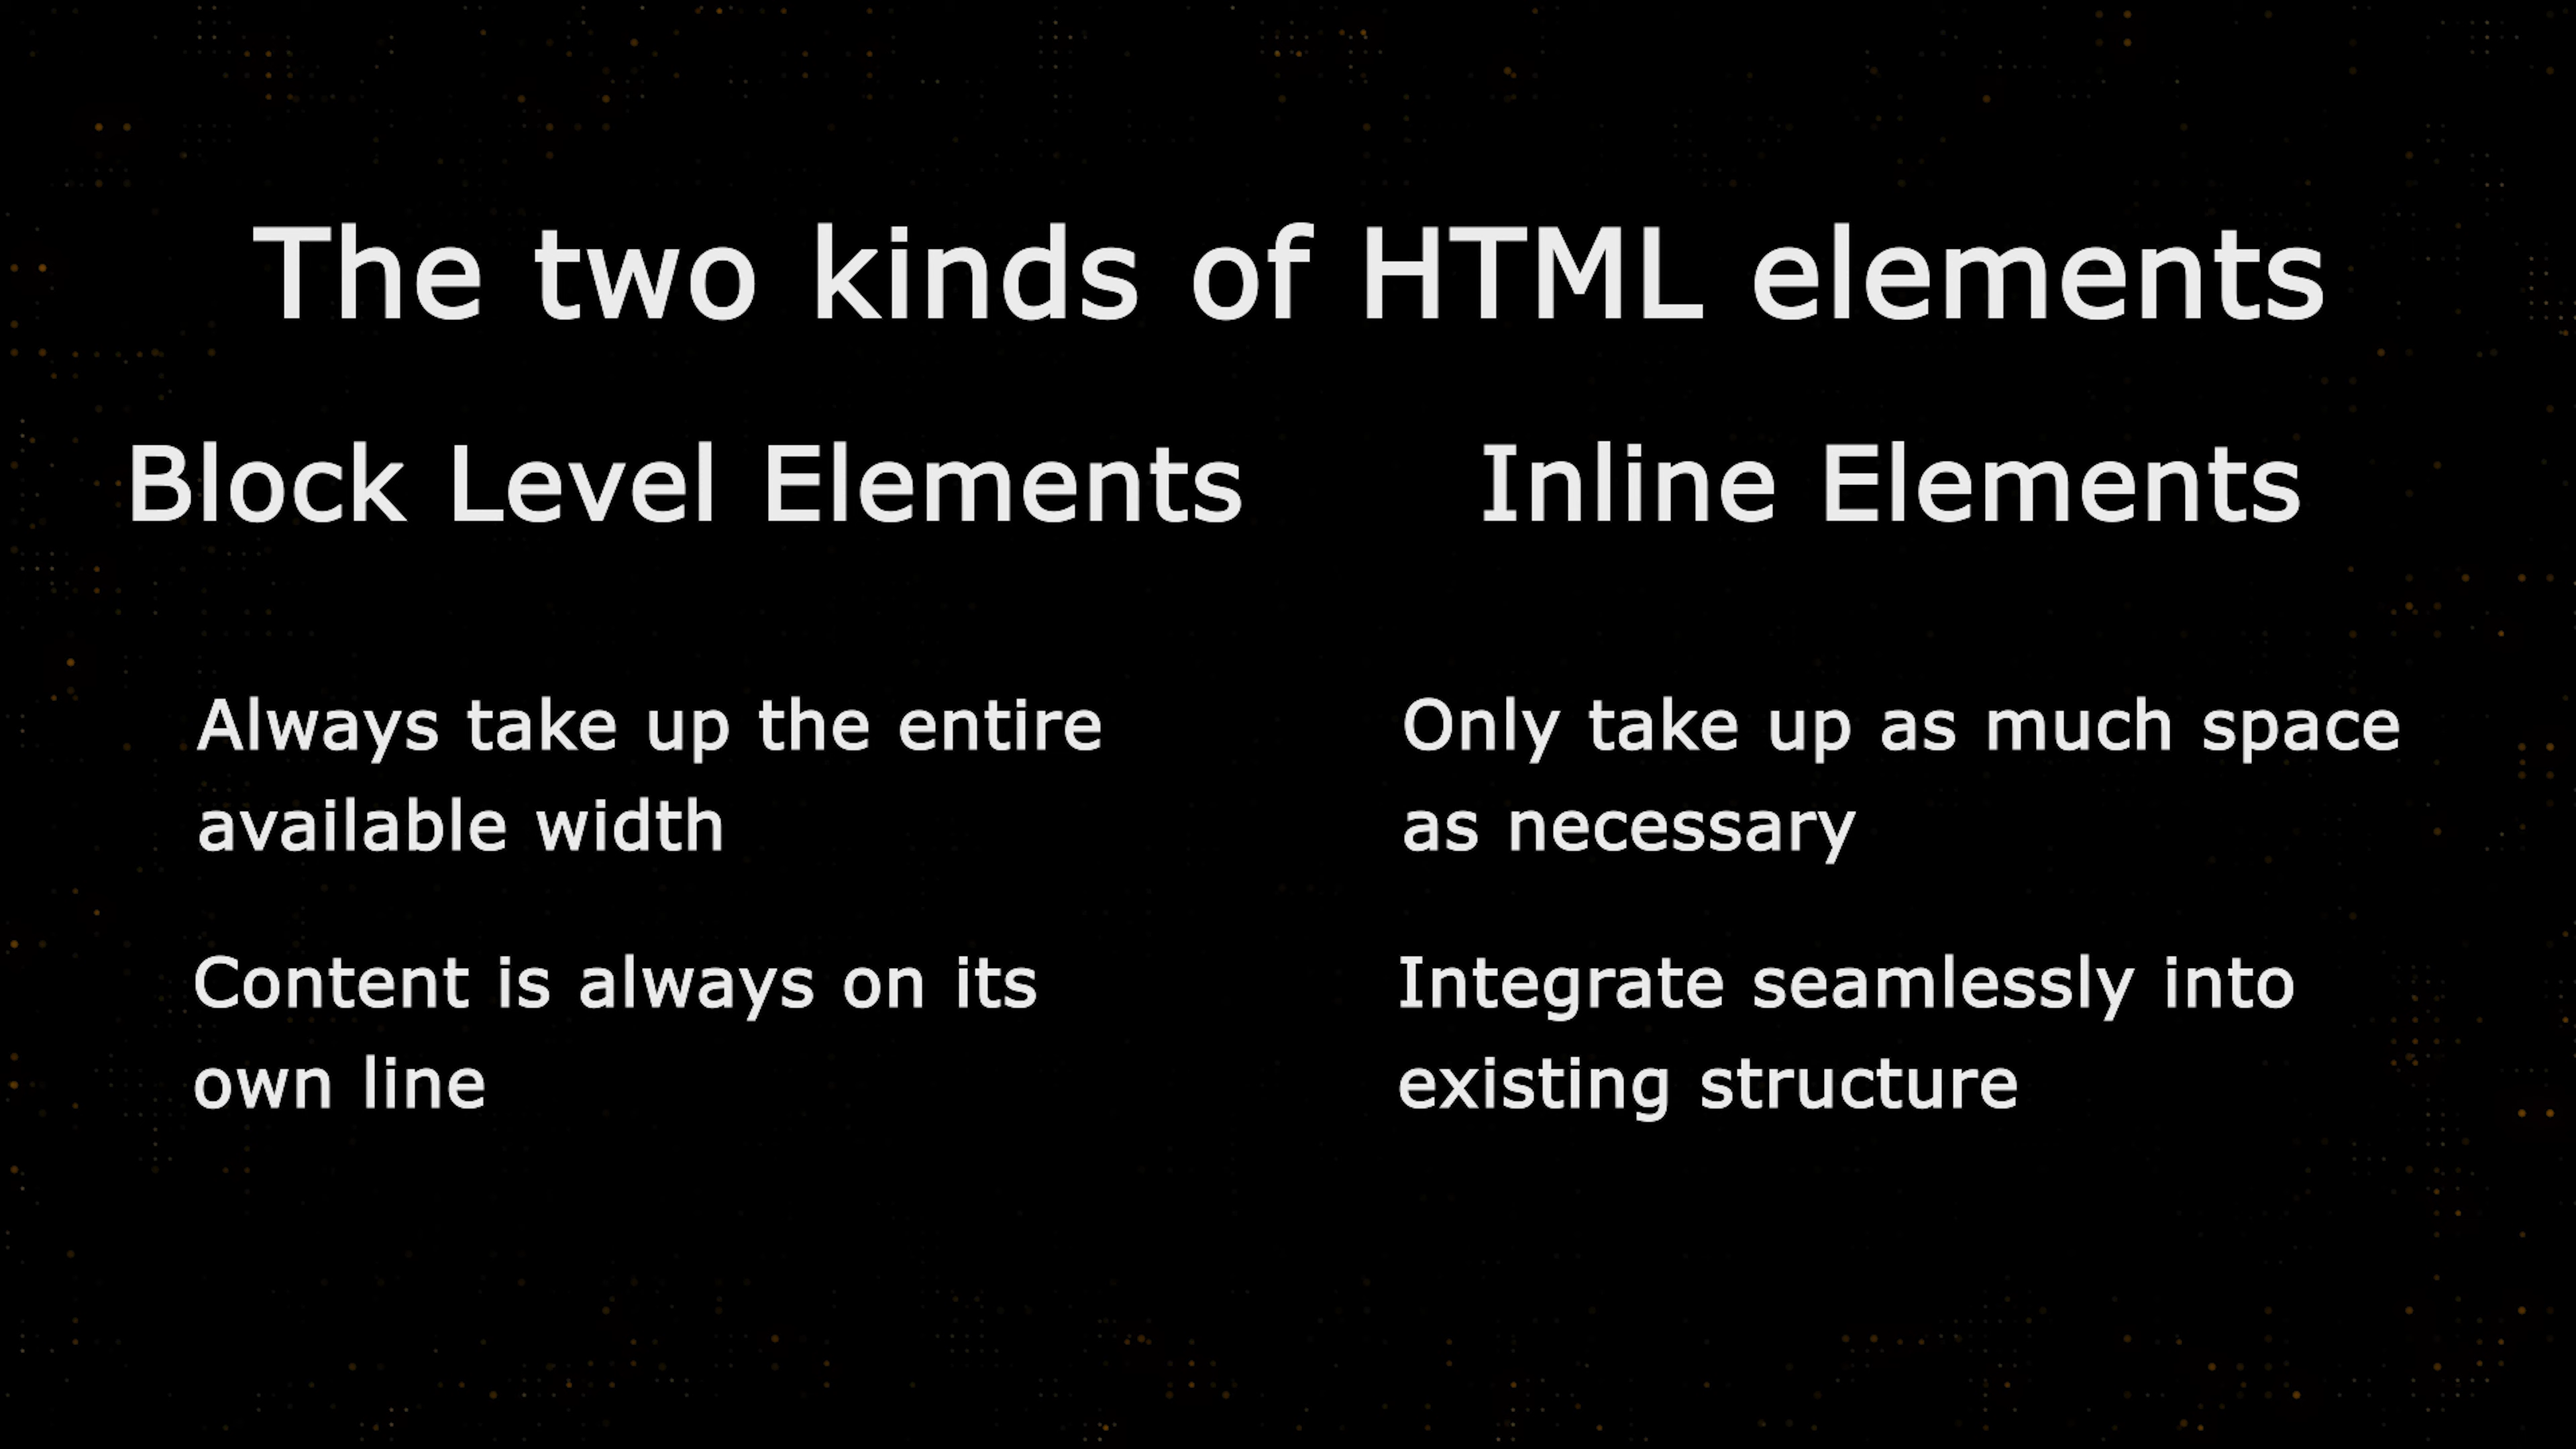 The two kinds of HTML elements
Block Level Elements
Always take up the entire
available width
Content is always on its
own line
Inline Elements
Only take up as much space
as necessary
Integrate seamlessly into
existing structure